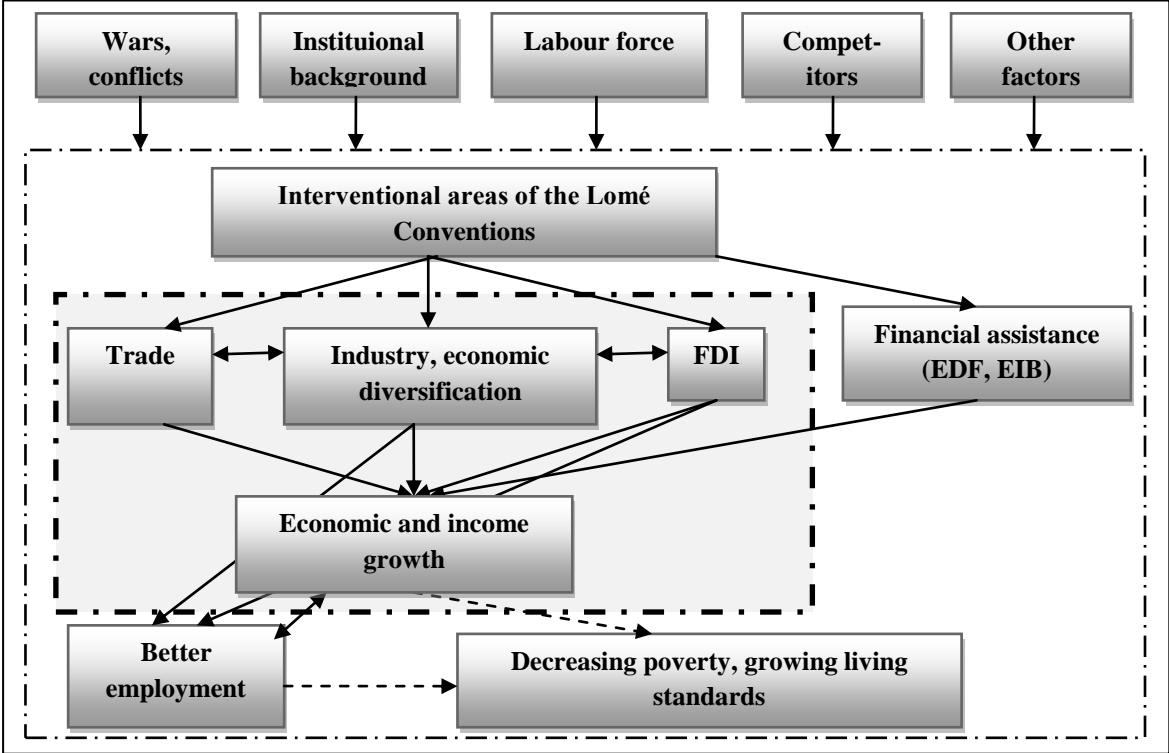 Wars,
conflicts
Instituional
background
Labour force
Compet-
itors
Other
factors
Interventional areas of the Lomé
Conventions
Trade
Industry, economic
diversification
FDI
Financial assistance
(EDF, EIB)
Economic and income
growth
Better
employment
Decreasing poverty, growing living
standards